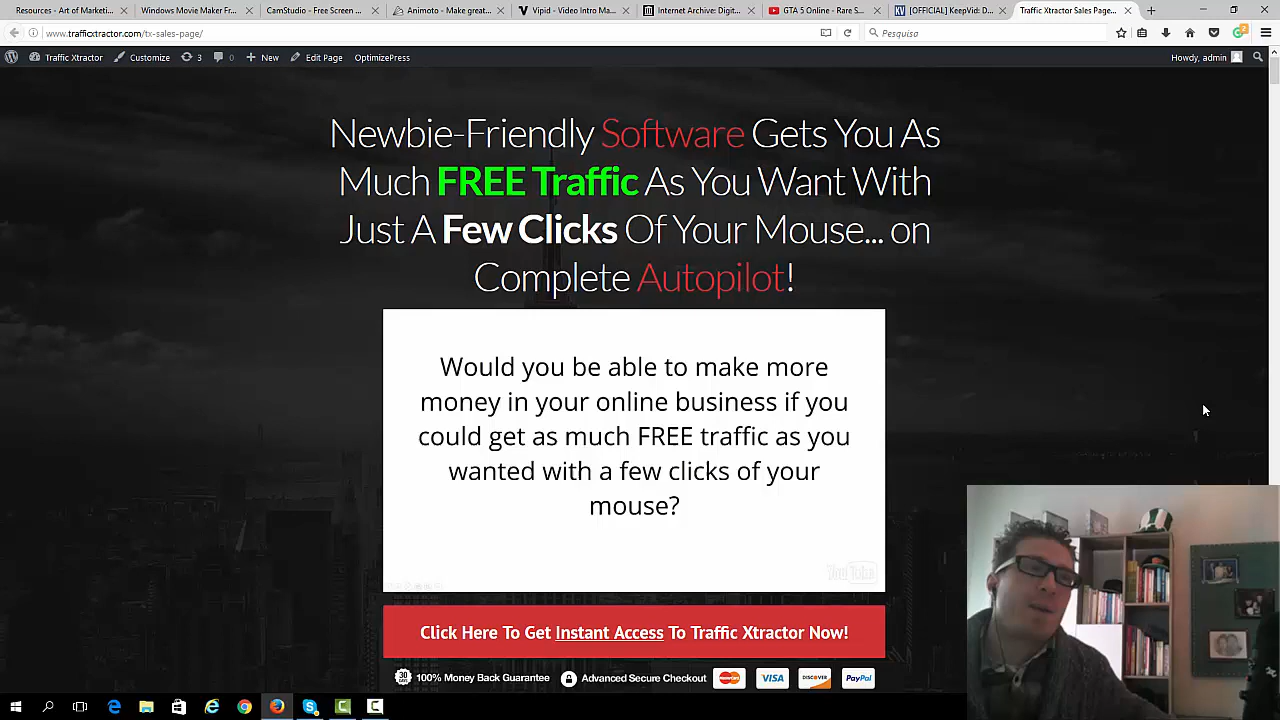 Resources - Art of Marketi...
Windows Movie Maker Fr...
CamStudio - Free Screen ...
Animoto - Make great...
Vipid - Video Intro Ma...
Internet Archive: Digit...
GTA 5 Online - Rare S...
[OFFICIAL] KeepVid: D...
Traffic Xtractor Sales Page...
www.trafficxtractor.com/tx-sales-page/
Pesquisa
2
Traffic Xtractor
Customize
3
0
New
Edit Page
OptimizePress
Howdy, admin
Newbie-Friendly Software Gets You As
Much FREE Traffic As You Want With
Just A Few Clicks Of Your Mouse... on
Complete Autopilot!
Would you be able to make more
money in your online business if you
could get as much FREE traffic as you
wanted with a few clicks of your
mouse?
YouTube
Click Here To Get Instant Access To Traffic Xtractor Now!
30
100% Money Back Guarantee
Advanced Secure Checkout
MasterCard
VISA
DISCOVER
PayPal